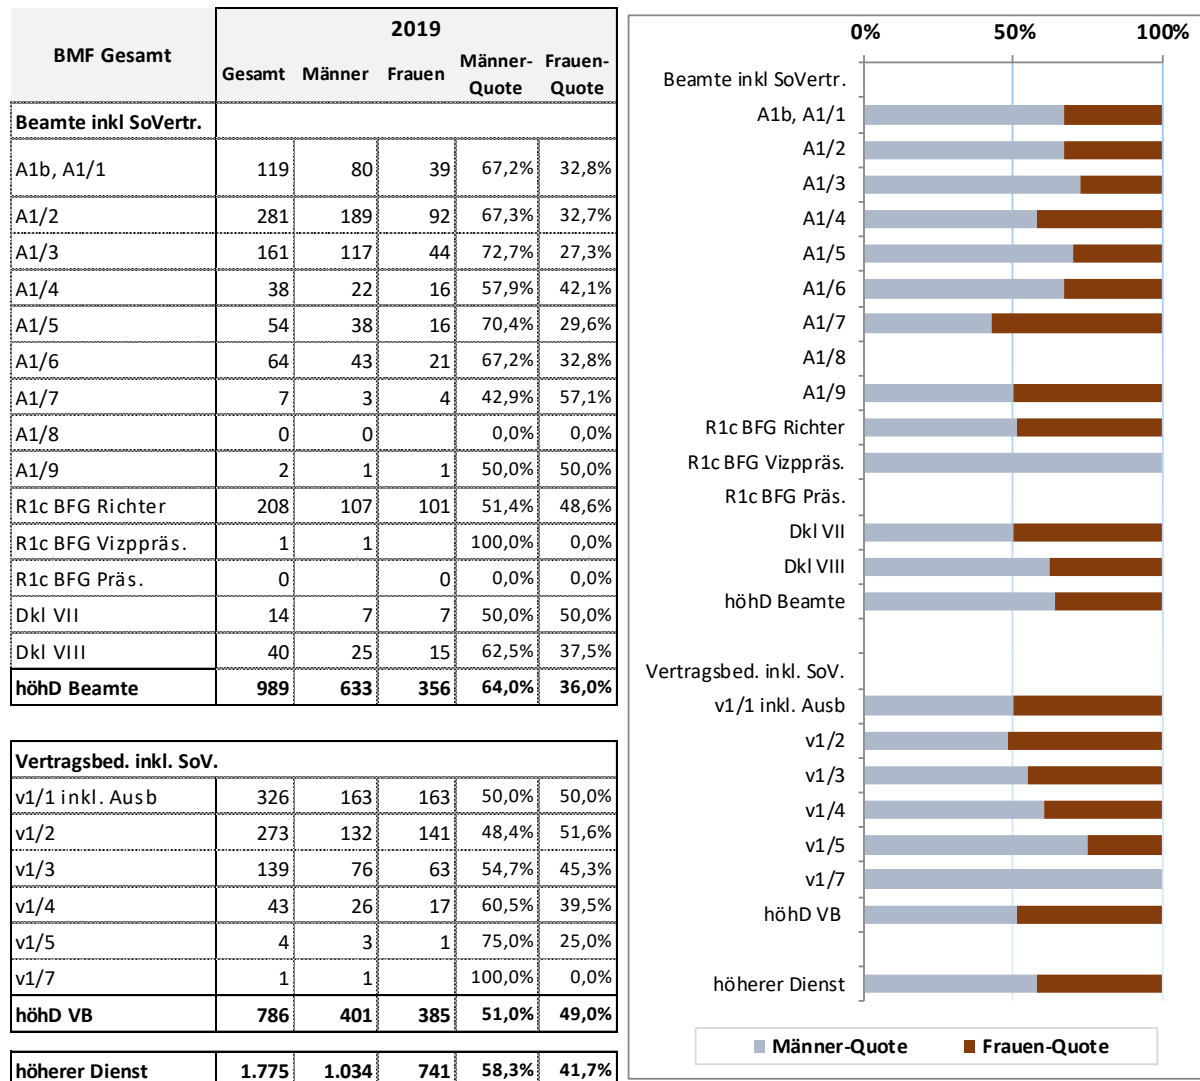 BMF Gesamt
2019
Gesamt Männer Frauen Männer-Quote Frauen-Quote
Beamte inkl SoVertr.
A1b, A1/1 119 80 39 67,2% 32,8%
A1/2 281 189 92 67,3% 32,7%
A1/3 161 117 44 72,7% 27,3%
A1/4 38 22 16 57,9% 42,1%
A1/5 54 38 16 70,4% 29,6%
A1/6 64 43 21 67,2% 32,8%
A1/7 7 3 4 42,9% 57,1%
A1/8 0 0 0,0% 0,0%
A1/9 2 1 1 50,0% 50,0%
R1c BFG Richter 208 107 101 51,4% 48,6%
R1c BFG Vizppräs. 1 1 100,0% 0,0%
R1c BFG Präs. 0 0 0,0% 0,0%
Dkl VII 14 7 7 50,0% 50,0%
Dkl VIII 40 25 15 62,5% 37,5%
höhD Beamte 989 633 356 64,0% 36,0%
Vertragsbed. inkl. SoV.
v1/1 inkl. Ausb 326 163 163 50,0% 50,0%
v1/2 273 132 141 48,4% 51,6%
v1/3 139 76 63 54,7% 45,3%
v1/4 43 26 17 60,5% 39,5%
v1/5 4 3 1 75,0% 25,0%
v1/7 1 1 100,0% 0,0%
höhD VB 786 401 385 51,0% 49,0%
höherer Dienst 1.775 1.034 741 58,3% 41,7%
0% 50% 100%
Beamte inkl SoVertr.
A1b, A1/1
A1/2
A1/3
A1/4
A1/5
A1/6
A1/7
A1/8
A1/9
R1c BFG Richter
R1c BFG Vizppräs.
R1c BFG Präs.
Dkl VII
Dkl VIII
höhD Beamte
Vertragsbed. inkl. SoV.
v1/1 inkl. Ausb
v1/2
v1/3
v1/4
v1/5
v1/7
höhD VB
höherer Dienst
Männer-Quote Frauen-Quote